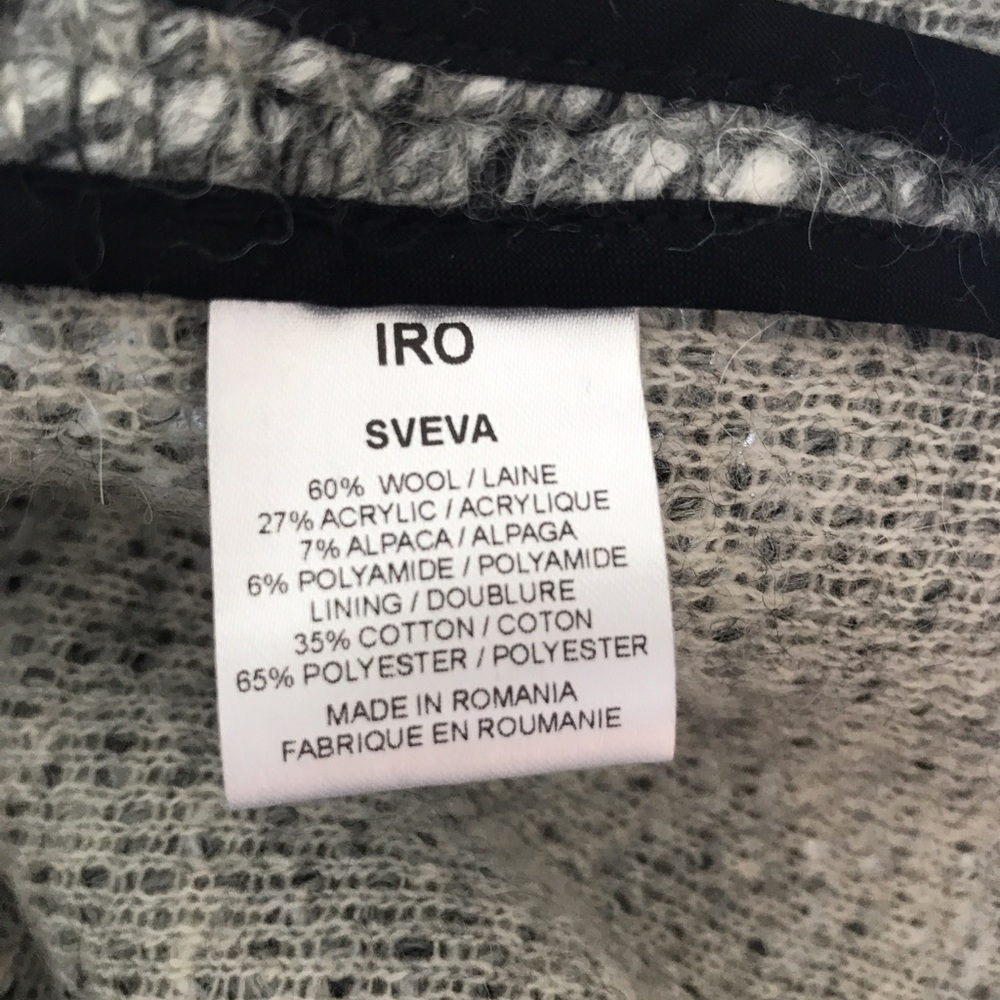 IRO
SVEVA
60% WOOL / LAINE
27% ACRYLIC / ACRYLIQUE
7% ALPACA / ALPAGA
6% POLYAMIDE / POLYAMIDE
LINING / DOUBLURE
35% COTTON / COTON
65% POLYESTER / POLYESTER
MADE IN ROMANIA
FABRIQUE EN ROUMANIE